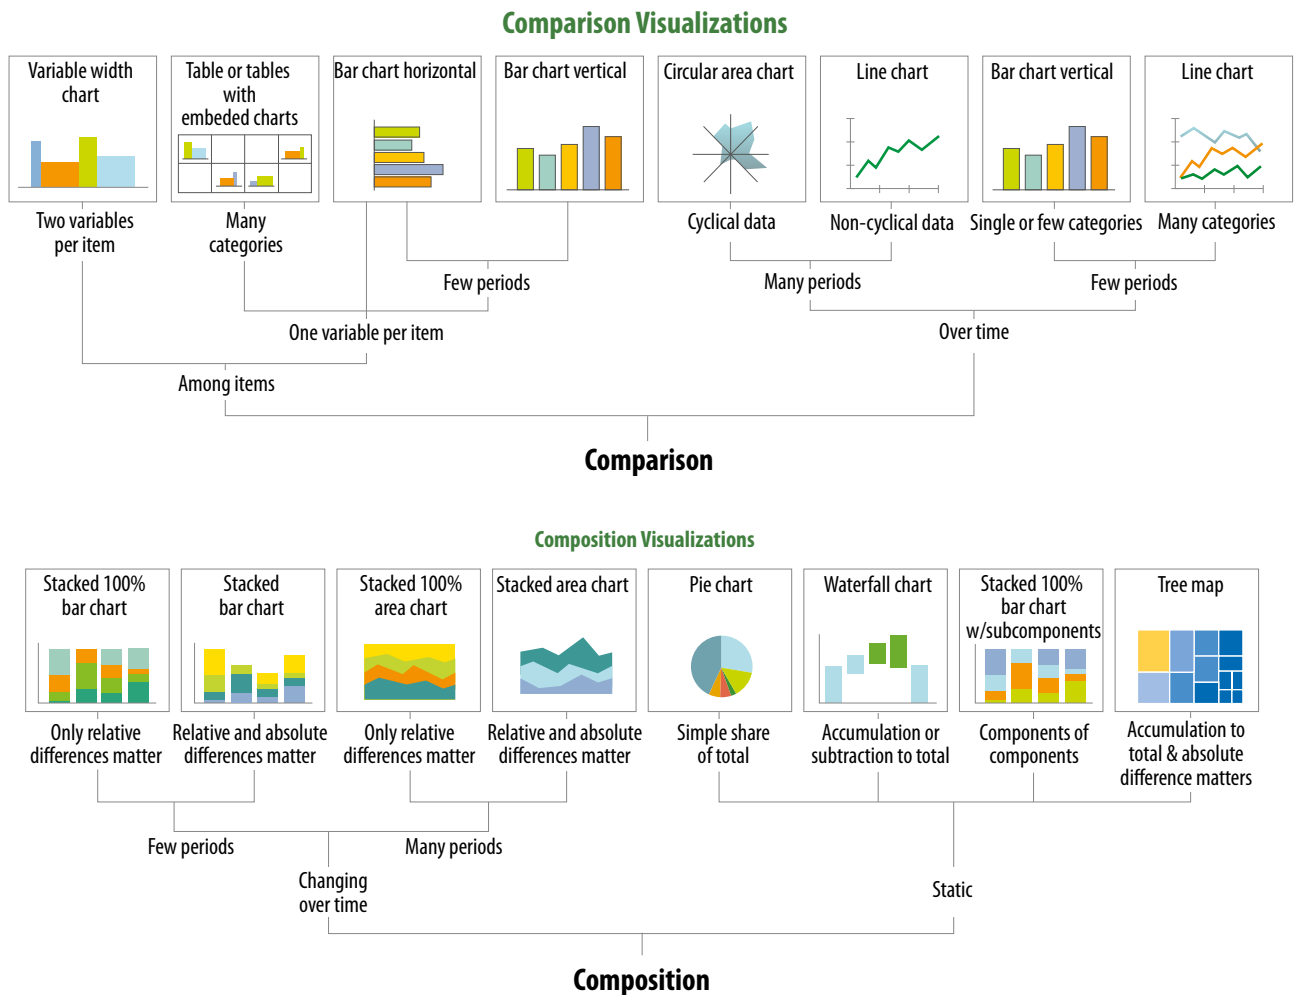 Comparison Visualizations
Variable width
chart
Table or tables
with
embeded charts
Bar chart horizontal
Bar chart vertical
Circular area chart
Line chart
Bar chart vertical
Line chart
Two variables
per item
Many
categories
Cyclical data
Non-cyclical data
Single or few categories
Many categories
Few periods
Many periods
Few periods
One variable per item
Over time
Among items
Comparison
Composition Visualizations
Stacked 100%
bar chart
Stacked
bar chart
Stacked 100%
area chart
Stacked area chart
Pie chart
Waterfall chart
Stacked 100%
bar chart
w/subcomponents
Tree map
Only relative
differences matter
Relative and absolute
differences matter
Only relative
differences matter
Relative and absolute
differences matter
Simple share
of total
Accumulation or
subtraction to total
Components of
components
Accumulation to
total & absolute
difference matters
Few periods
Many periods
Changing
over time
Static
Composition